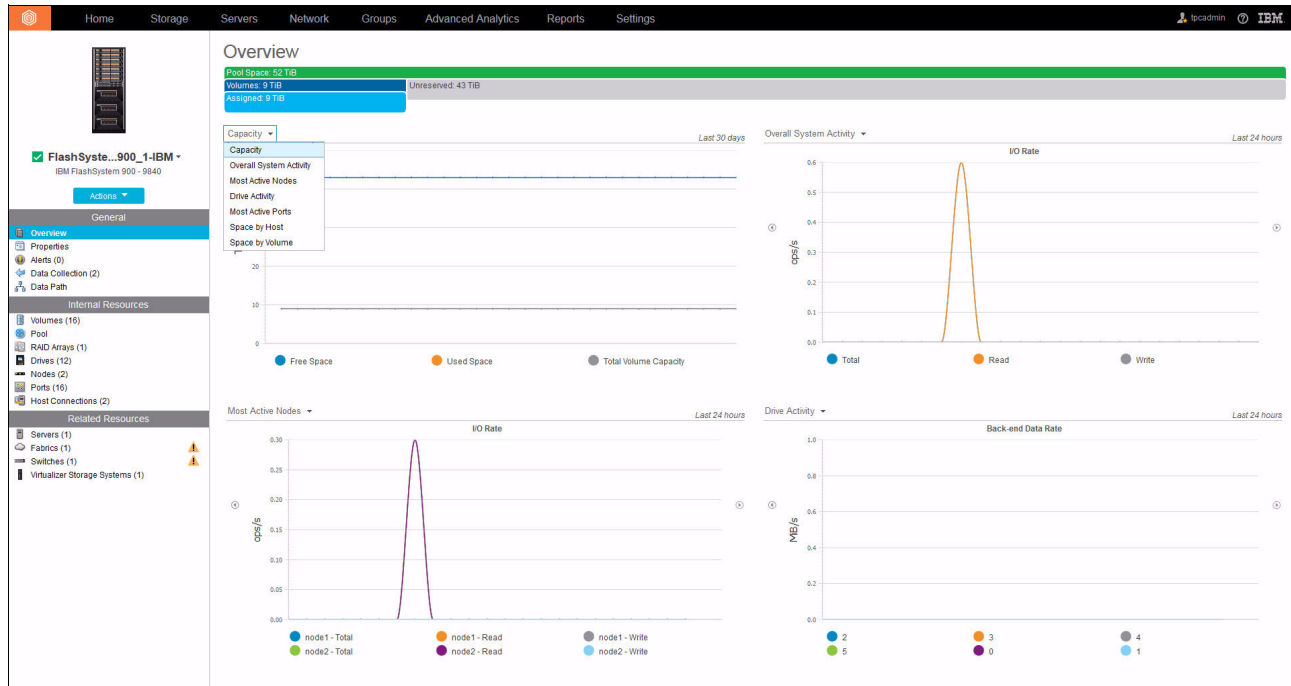 Home Storage Servers Network Groups Advanced Analytics Reports Settings tpcadmin IBM
FlashSyste...900_1-IBM
IBM FlashSystem 900 - 9840
Actions
General
Overview
Properties
Alerts (0)
Data Collection (2)
Data Path
Internal Resources
Volumes (16)
Pool
RAID Arrays (1)
Drives (12)
Nodes (2)
Ports (16)
Host Connections (2)
Related Resources
Servers (1)
Fabrics (1)
Switches (1)
Virtualizer Storage Systems (1)
Overview
Pool Space: 52 TiB
Volumes: 9 TiB Unreserved: 43 TiB
Assigned: 9 TiB
Capacity Last 30 days
Capacity
Overall System Activity
Most Active Nodes
Drive Activity
Most Active Ports
Space by Host
Space by Volume
20
10
0
Free Space Used Space Total Volume Capacity
Overall System Activity Last 24 hours
I/O Rate
0.6
0.5
0.4
0.3
0.2
0.1
0.0
ops/s
Total Read Write
Most Active Nodes Last 24 hours
I/O Rate
0.30
0.25
0.20
0.15
0.10
0.05
0.00
ops/s
node1 - Total node1 - Read node1 - Write
node2 - Total node2 - Read node2 - Write
Drive Activity Last 24 hours
Back-end Data Rate
1.0
0.8
0.6
0.4
0.2
0.0
MB/s
2 3 4
5 0 1